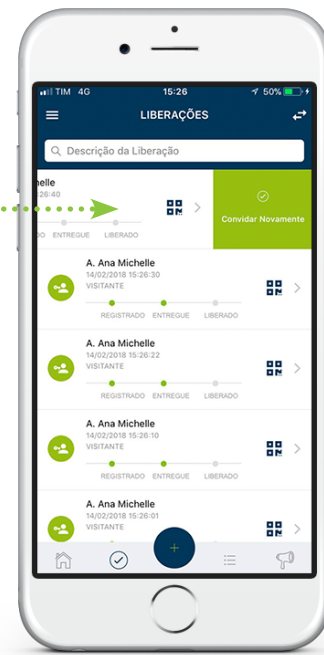 TIM 4G 15:26 50%
LIBERAÇÕES
Descrição da Liberação
helle
26:40
DO ENTREGUE LIBERADO
Convidar Novamente
A. Ana Michelle
14/02/2018 15:26:30
VISITANTE
REGISTRADO ENTREGUE LIBERADO
A. Ana Michelle
14/02/2018 15:26:22
VISITANTE
REGISTRADO ENTREGUE LIBERADO
A. Ana Michelle
14/02/2018 15:26:10
VISITANTE
REGISTRADO ENTREGUE LIBERADO
A. Ana Michelle
14/02/2018 15:26:01
VISITANTE